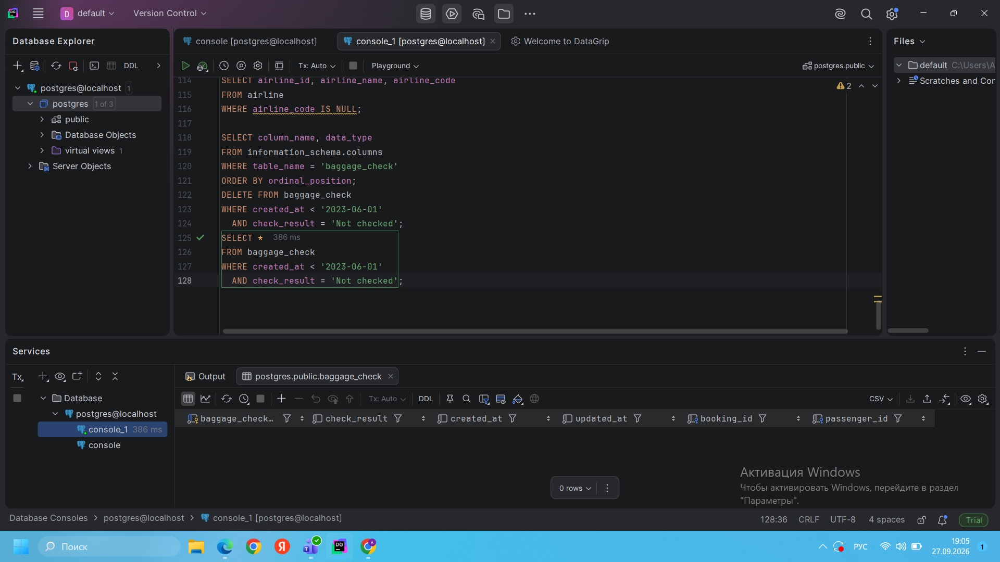 D default
Version Control
Database Explorer
DDL
postgres@localhost 1
postgres 1 of 3
public
Database Objects
virtual views 1
Server Objects
console [postgres@localhost]
console_1 [postgres@localhost]
Welcome to DataGrip
Tx: Auto
Playground
postgres.public
2
114 SELECT airline_id, airline_name, airline_code
115 FROM airline
116 WHERE airline_code IS NULL;
117
118 SELECT column_name, data_type
119 FROM information_schema.columns
120 WHERE table_name = 'baggage_check'
121 ORDER BY ordinal_position;
122 DELETE FROM baggage_check
123 WHERE created_at < '2023-06-01'
124 AND check_result = 'Not checked';
125 SELECT * 386 ms
126 FROM baggage_check
127 WHERE created_at < '2023-06-01'
128 AND check_result = 'Not checked';
Files
default C:\Users\A
Scratches and Con
Services
Tx
Database
postgres@localhost
console_1 386 ms
console
Output
postgres.public.baggage_check
Tx: Auto
DDL
CSV
baggage_check…
check_result
created_at
updated_at
booking_id
passenger_id
0 rows
Активация Windows
Чтобы активировать Windows, перейдите в раздел
"Параметры".
Database Consoles > postgres@localhost > console_1 [postgres@localhost]
128:36
CRLF
UTF-8
4 spaces
Trial
Поиск
РУС
19:05
27.09.2026
1